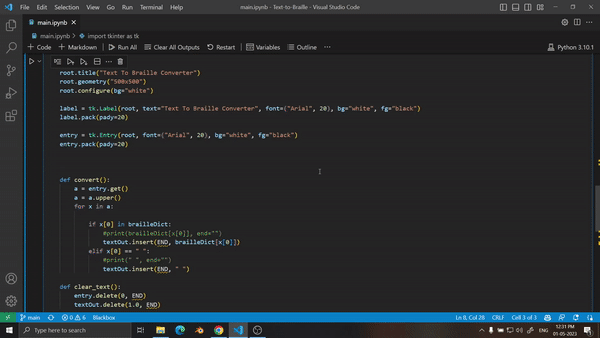 File Edit Selection View Go Run Terminal Help
main.ipynb - Text-to-Braille - Visual Studio Code
main.ipynb
main.ipynb > import tkinter as tk
+ Code + Markdown Run All Clear All Outputs Restart Variables Outline ...
Python 3.10.1
root.title("Text To Braille Converter")
root.geometry("500x500")
root.configure(bg="white")
label = tk.Label(root, text="Text To Braille Converter", font=("Arial", 20), bg="white", fg="black")
label.pack(pady=20)
entry = tk.Entry(root, font=("Arial", 20), bg="white", fg="black")
entry.pack(pady=20)
def convert():
a = entry.get()
a = a.upper()
for x in a:
if x[0] in brailleDict:
#print(brailleDict[x[0]], end="")
textOut.insert(END, brailleDict[x[0]])
elif x[0] == " ":
#print(" ", end="")
textOut.insert(END, " ")
def clear_text():
entry.delete(0, END)
textOut.delete(1.0, END)
main 0 6 Blackbox
Ln 8, Col 28 CRLF Cell 3 of 3
Type here to search
ENG
12:31 PM
01-05-2023